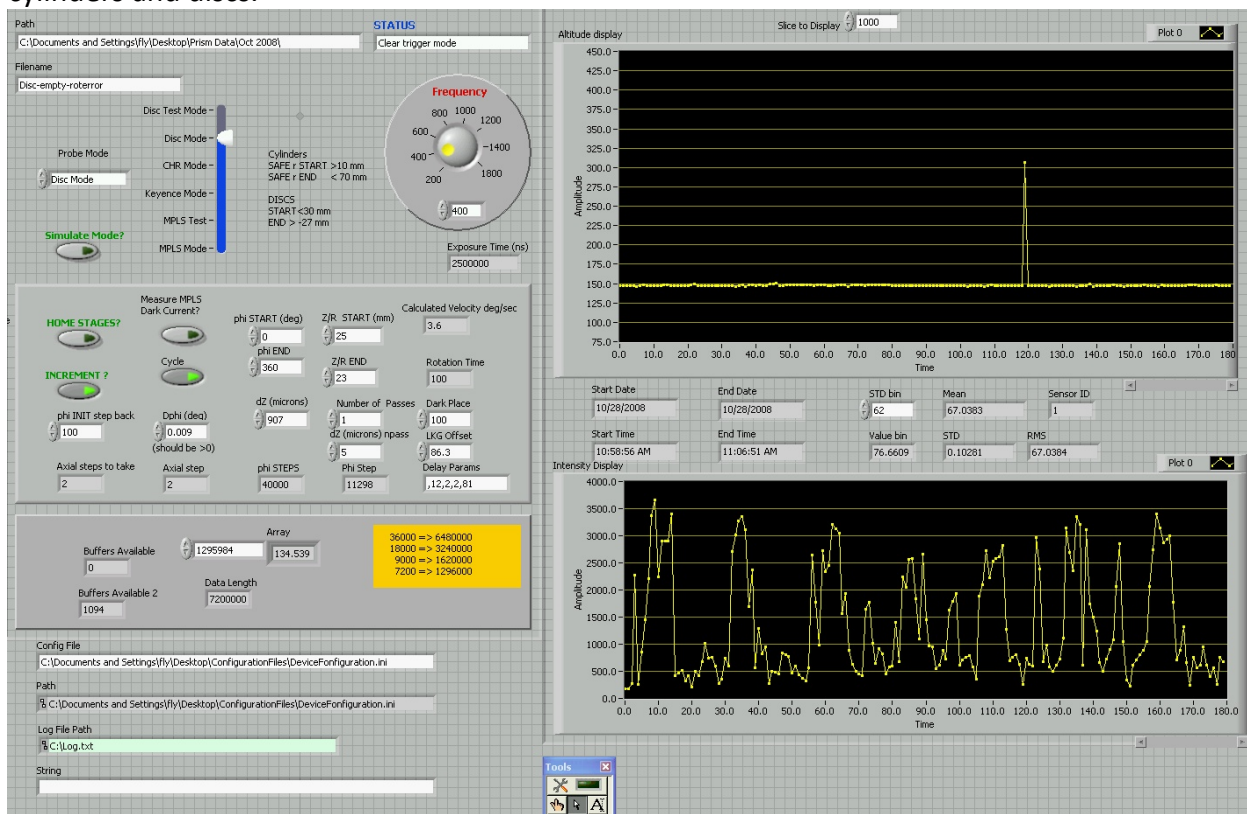 cylinders and discs.
Path
C:\Documents and Settings\fly\Desktop\Prism Data\Oct 2008\
STATUS
Clear trigger mode
Filename
Disc-empty-roterror
Disc Test Mode
Disc Mode
CHR Mode
Keyence Mode
MPLS Test
MPLS Mode
Probe Mode
Disc Mode
Simulate Mode?
Cylinders
SAFE r START >10 mm
SAFE r END < 70 mm
DISCS
START<30 mm
END > -27 mm
Frequency
200
400
600
800
1000
1200
1400
1800
400
Exposure Time (ns)
2500000
HOME STAGES?
Measure MPLS
Dark Current?
phi START (deg)
0
Z/R START (mm)
25
Calculated Velocity deg/sec
3.6
INCREMENT ?
Cycle
phi END
360
Z/R END
23
Rotation Time
100
phi INIT step back
100
Dphi (deg)
0.009
(should be >0)
dZ (microns)
907
Number of Passes
1
dZ (microns) npass
5
Dark Place
100
LKG Offset
86.3
Axial steps to take
2
Axial step
2
phi STEPS
40000
Phi Step
11298
Delay Params
,12,2,2,81
Buffers Available
0
1295984
Array
134.539
Buffers Available 2
1094
Data Length
7200000
36000 => 6480000
18000 => 3240000
9000 => 1620000
7200 => 1296000
Config File
C:\Documents and Settings\fly\Desktop\ConfigurationFiles\DeviceFonfiguration.ini
Path
C:\Documents and Settings\fly\Desktop\ConfigurationFiles\DeviceFonfiguration.ini
Log File Path
C:\Log.txt
String
Altitude display
Slice to Display
1000
Plot 0
Amplitude
450.0
425.0
400.0
375.0
350.0
325.0
300.0
275.0
250.0
225.0
200.0
175.0
150.0
125.0
100.0
75.0
0.0 10.0 20.0 30.0 40.0 50.0 60.0 70.0 80.0 90.0 100.0 110.0 120.0 130.0 140.0 150.0 160.0 170.0 180
Time
Start Date
10/28/2008
End Date
10/28/2008
STD bin
62
Mean
67.0383
Sensor ID
1
Start Time
10:58:56 AM
End Time
11:06:51 AM
Value bin
76.6609
STD
0.10281
RMS
67.0384
Intensity Display
Plot 0
Amplitude
4000.0
3500.0
3000.0
2500.0
2000.0
1500.0
1000.0
500.0
0.0
0.0 10.0 20.0 30.0 40.0 50.0 60.0 70.0 80.0 90.0 100.0 110.0 120.0 130.0 140.0 150.0 160.0 170.0 180.0
Time
Tools
A